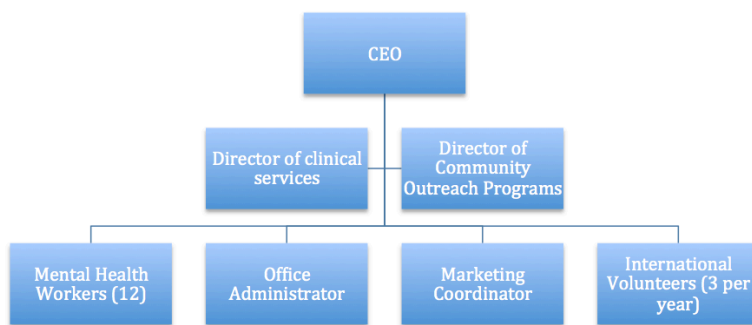 CEO
Director of clinical
services
Director of
Community
Outreach Programs
Mental Health
Workers (12)
Office
Administrator
Marketing
Coordinator
International
Volunteers (3 per
year)